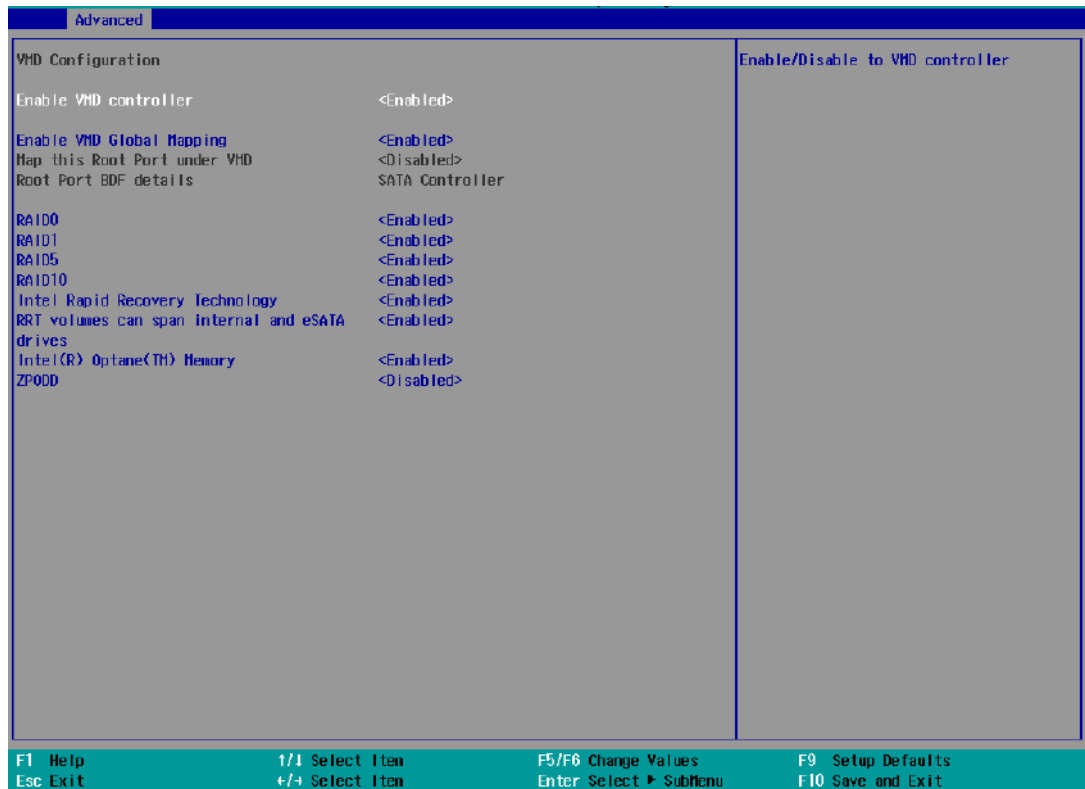 Advanced
VMD Configuration
Enable/Disable to VMD controller
Enable VMD controller <Enabled>
Enable VMD Global Mapping <Enabled>
Map this Root Port under VMD <Disabled>
Root Port BDF details SATA Controller
RAID0 <Enabled>
RAID1 <Enabled>
RAID5 <Enabled>
RAID10 <Enabled>
Intel Rapid Recovery Technology <Enabled>
RRT volumes can span internal and eSATA <Enabled>
drives
Intel(R) Optane(TM) Memory <Enabled>
ZPODD <Disabled>
F1 Help ↑/↓ Select Item F5/F6 Change Values F9 Setup Defaults
Esc Exit ←/→ Select Item Enter Select ▶ SubMenu F10 Save and Exit